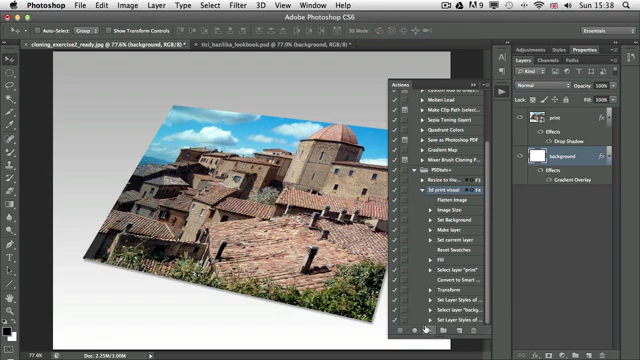 Photoshop File Edit Image Layer Type Select Filter View Window Help
Sun 15:38
Adobe Photoshop CS6
Auto-Select: Group Show Transform Controls
3D Mode:
Essentials
cloning_exercise2_ready.jpg @ 77.6% (background, RGB/8) *
tici_bazilika_lookbook.psd @ 77.9% (background, RGB/8) *
Actions
Molten Lead
Make Clip Path (selec...
Sepia Toning (layer)
Quadrant Colors
Save as Photoshop PDF
Gradient Map
Mixer Brush Cloning P...
PSDtuts+
Resize to the... F3
3d print visual F4
Flatten Image
Image Size
Set Background
Make layer
Set current layer
Fill
Reset Swatches
Select layer "print"
Convert to Smart ...
Transform
Set Layer Styles of ...
Select layer "backg...
Set Layer Styles of ...
Adjustments Styles Properties
Layers Channels Paths
Kind
Normal Opacity: 100%
Lock: Fill: 100%
print fx
Effects
Drop Shadow
background fx
Effects
Gradient Overlay
77.6% Doc: 2.25M/3.00M